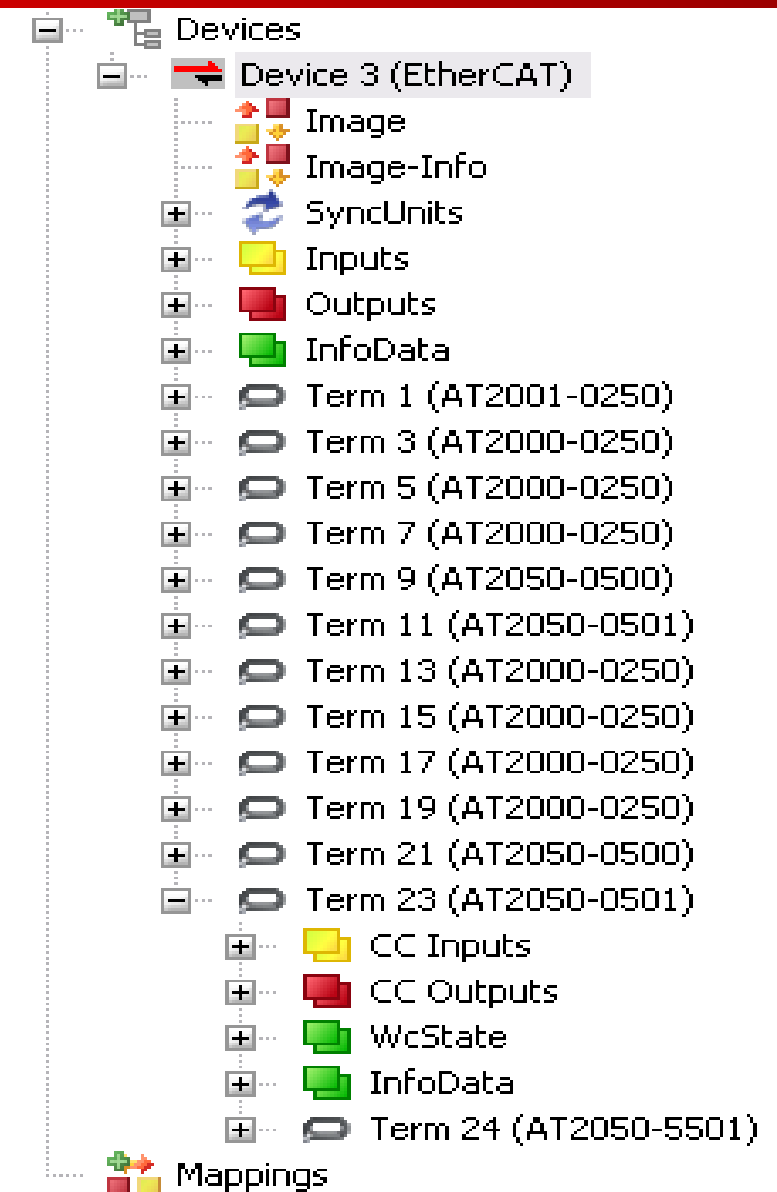 Devices
Device 3 (EtherCAT)
Image
Image-Info
SyncUnits
Inputs
Outputs
InfoData
Term 1 (AT2001-0250)
Term 3 (AT2000-0250)
Term 5 (AT2000-0250)
Term 7 (AT2000-0250)
Term 9 (AT2050-0500)
Term 11 (AT2050-0501)
Term 13 (AT2000-0250)
Term 15 (AT2000-0250)
Term 17 (AT2000-0250)
Term 19 (AT2000-0250)
Term 21 (AT2050-0500)
Term 23 (AT2050-0501)
CC Inputs
CC Outputs
WcState
InfoData
Term 24 (AT2050-5501)
Mappings